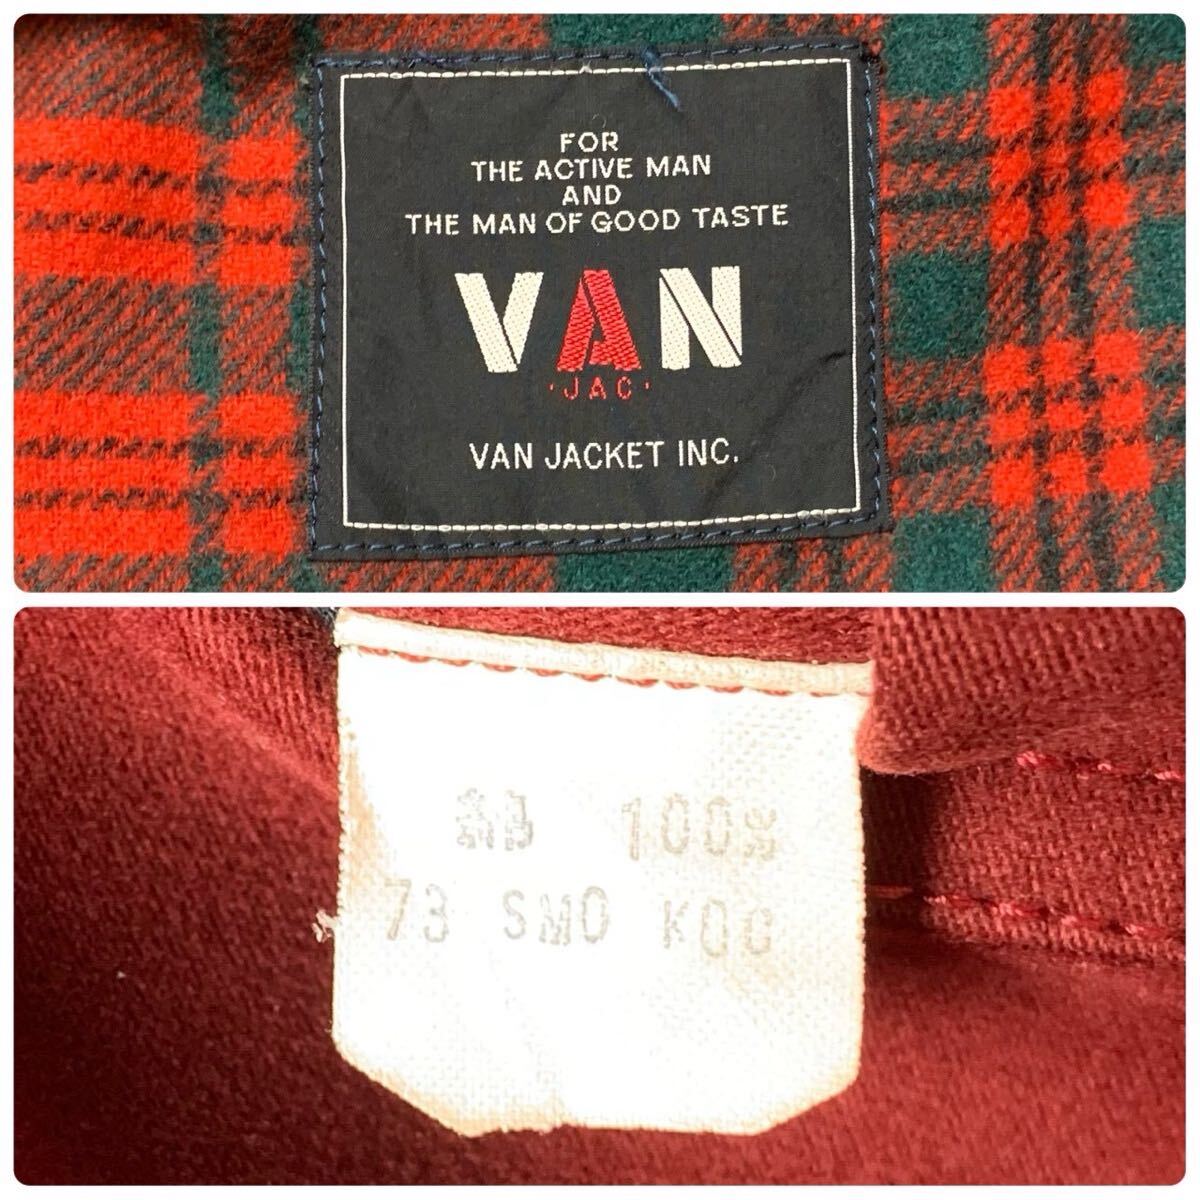 FOR
THE ACTIVE MAN
AND
THE MAN OF GOOD TASTE
VAN
·JAC·
VAN JACKET INC.
100%
73 SMO KOC